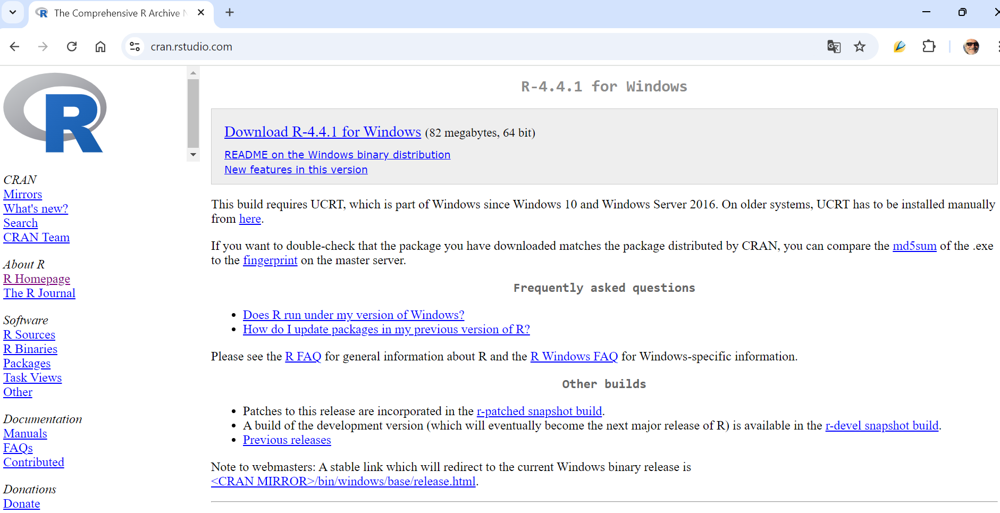 The Comprehensive R Archive
cran.rstudio.com
R
CRAN
Mirrors
What's new?
Search
CRAN Team
About R
R Homepage
The R Journal
Software
R Sources
R Binaries
Packages
Task Views
Other
Documentation
Manuals
FAQs
Contributed
Donations
Donate
R-4.4.1 for Windows
Download R-4.4.1 for Windows (82 megabytes, 64 bit)
README on the Windows binary distribution
New features in this version
This build requires UCRT, which is part of Windows since Windows 10 and Windows Server 2016. On older systems, UCRT has to be installed manually
from here.
If you want to double-check that the package you have downloaded matches the package distributed by CRAN, you can compare the md5sum of the .exe
to the fingerprint on the master server.
Frequently asked questions
• Does R run under my version of Windows?
• How do I update packages in my previous version of R?
Please see the R FAQ for general information about R and the R Windows FAQ for Windows-specific information.
Other builds
• Patches to this release are incorporated in the r-patched snapshot build.
• A build of the development version (which will eventually become the next major release of R) is available in the r-devel snapshot build.
• Previous releases
Note to webmasters: A stable link which will redirect to the current Windows binary release is
<CRAN MIRROR>/bin/windows/base/release.html.